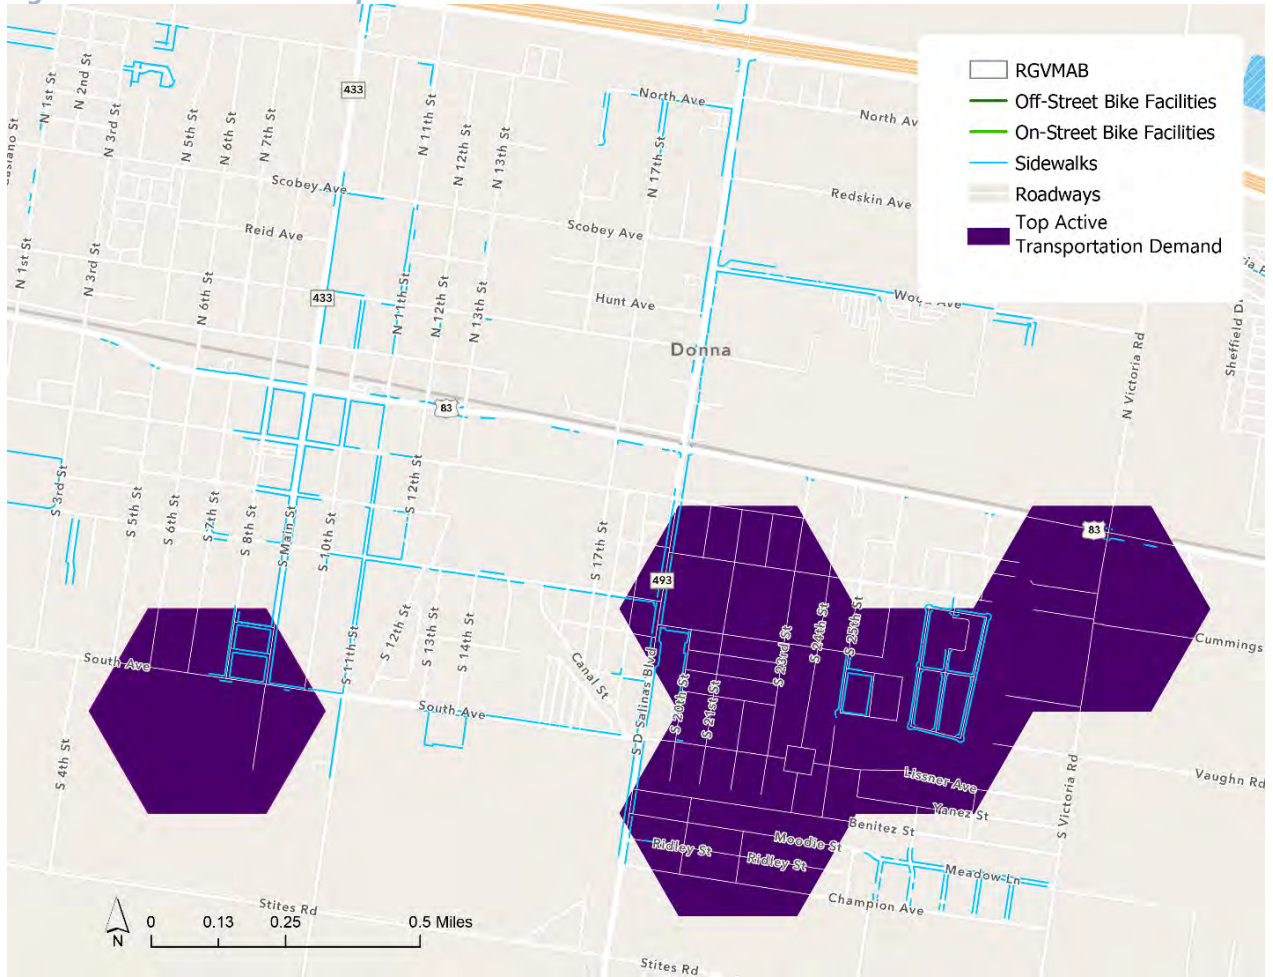 RGVMAB
Off-Street Bike Facilities
On-Street Bike Facilities
Sidewalks
Roadways
Top Active
Transportation Demand
N 1st St
N 2nd St
N 3rd St
N 5th St
N 6th St
N 7th St
433
N 11th St
N 12th St
N 13th St
North Ave
N 17th St
North Av
Redskin Ave
Scobey Ave
Scobey Ave
Reid Ave
N 1st St
N 3rd St
N 6th St
433
N 11th St
N 12th St
N 13th St
Hunt Ave
Wood Ave
N Victoria Rd
Sheffield D
Donna
83
S 3rd St
S 5th St
S 6th St
S 7th St
S 8th St
S Main St
S 10th St
S 12th St
S 17th St
83
493
S 11th St
S 12th St
S 13th St
S 14th St
Canal St
S D Salinas Blvd
S 20th St
S 21st St
S 23rd St
S 24th St
S 25th St
Cummings
South Ave
South Ave
S 4th St
Lissner Ave
Yanez St
S Victoria Rd
Vaughn Rd
Benitez St
Moodie St
Ridley St
Ridley St
Meadow Ln
Champion Ave
Stites Rd
Stites Rd
0 0.13 0.25 0.5 Miles
N